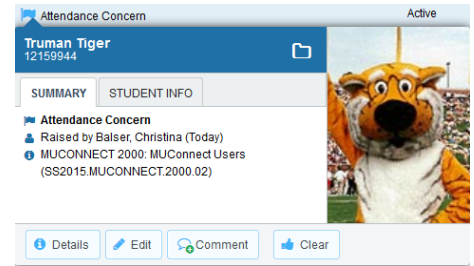 Attendance Concern Active
Truman Tiger
12159944
SUMMARY STUDENT INFO
Attendance Concern
Raised by Balser, Christina (Today)
MUCONNECT 2000: MUConnect Users
(SS2015.MUCONNECT.2000.02)
Details Edit Comment Clear